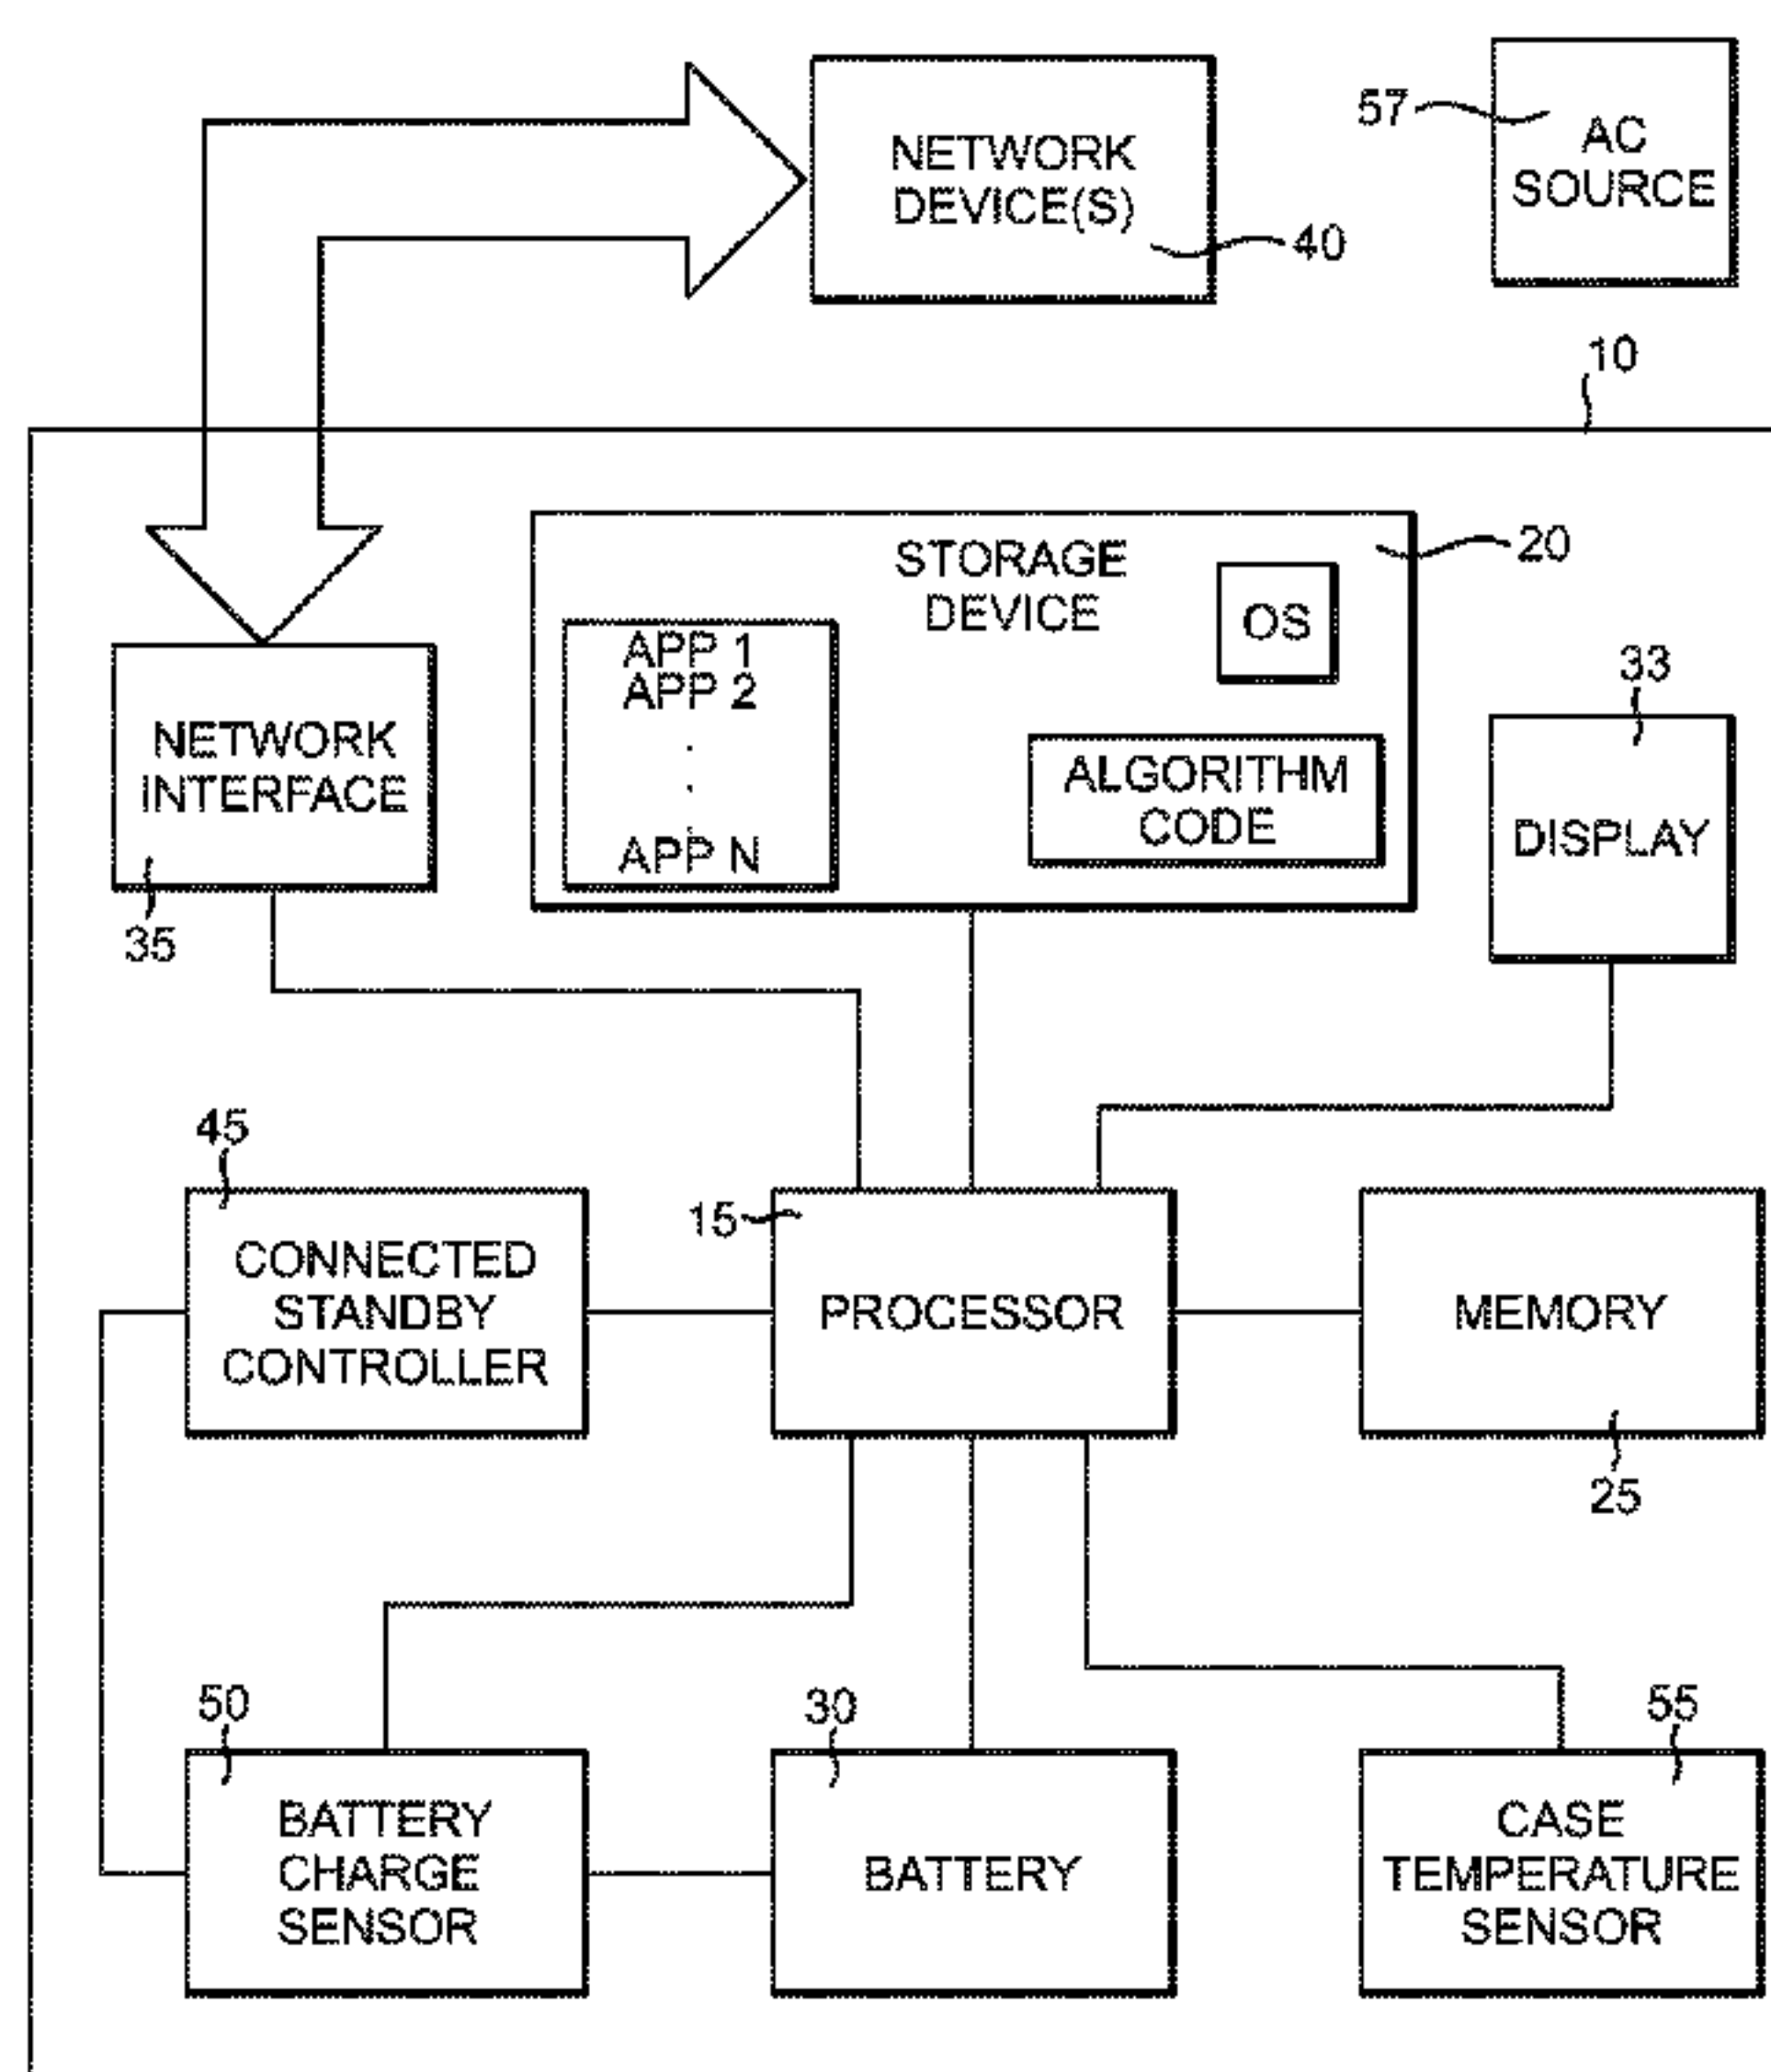 NETWORK
DEVICE(S)
40
57
AC
SOURCE
10
STORAGE
DEVICE
20
OS
APP 1
APP 2
.
.
.
APP N
ALGORITHM
CODE
NETWORK
INTERFACE
35
33
DISPLAY
45
CONNECTED
STANDBY
CONTROLLER
15
PROCESSOR
MEMORY
25
50
BATTERY
CHARGE
SENSOR
30
BATTERY
55
CASE
TEMPERATURE
SENSOR